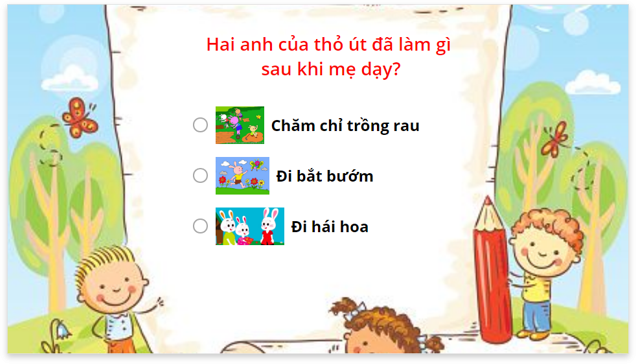 Hai anh của thỏ út đã làm gì
sau khi mẹ dạy?
Chăm chỉ trồng rau
Đi bắt bướm
Đi hái hoa